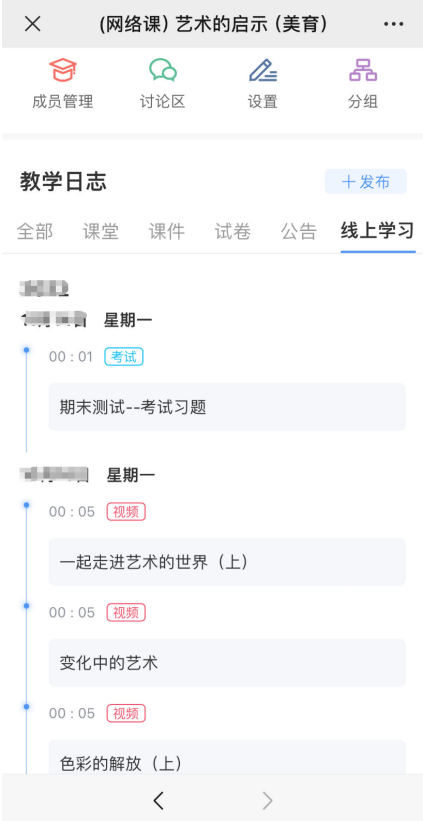 (网络课) 艺术的启示 (美育)
成员管理 讨论区 设置 分组
教学日志 +发布
全部 课堂 课件 试卷 公告 线上学习
星期一
00:01 考试
期末测试--考试习题
星期一
00:05 视频
一起走进艺术的世界（上）
00:05 视频
变化中的艺术
00:05 视频
色彩的解放（上）